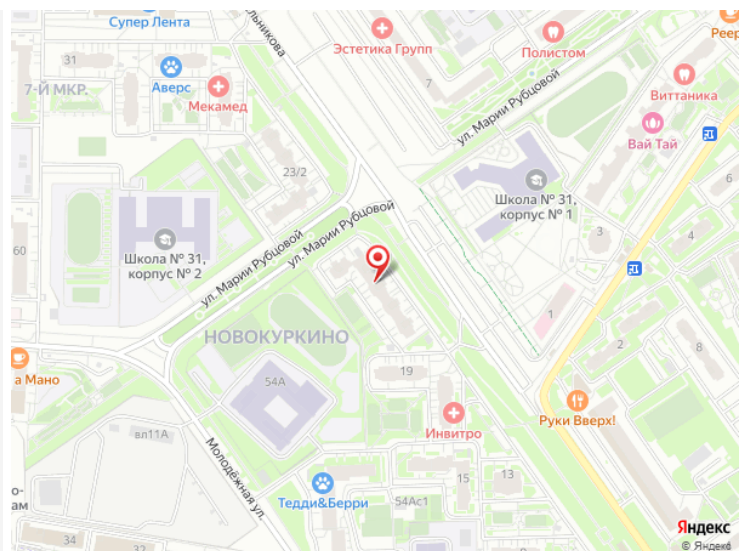 Супер Лента
ельникова
Эстетика Групп
Полистом
31
Аверс
7-Й МКР.
Мекамед
7
ул. Марии Рубцовой
Виттаника
Вай Тай
23/2
Школа № 31,
корпус № 1
6
ул. Марии Рубцовой
60
Школа № 31,
корпус № 2
ул. Марии Рубцовой
3
4
1
НОВОКУРКИНО
2
8
а Мано
54А
19
Руки Вверх!
Инвитро
вл11А
Молодёжная ул.
15
13
Тедди&Берри
54Ас1
о-
ам
34
32
Яндекс
© Яндекс